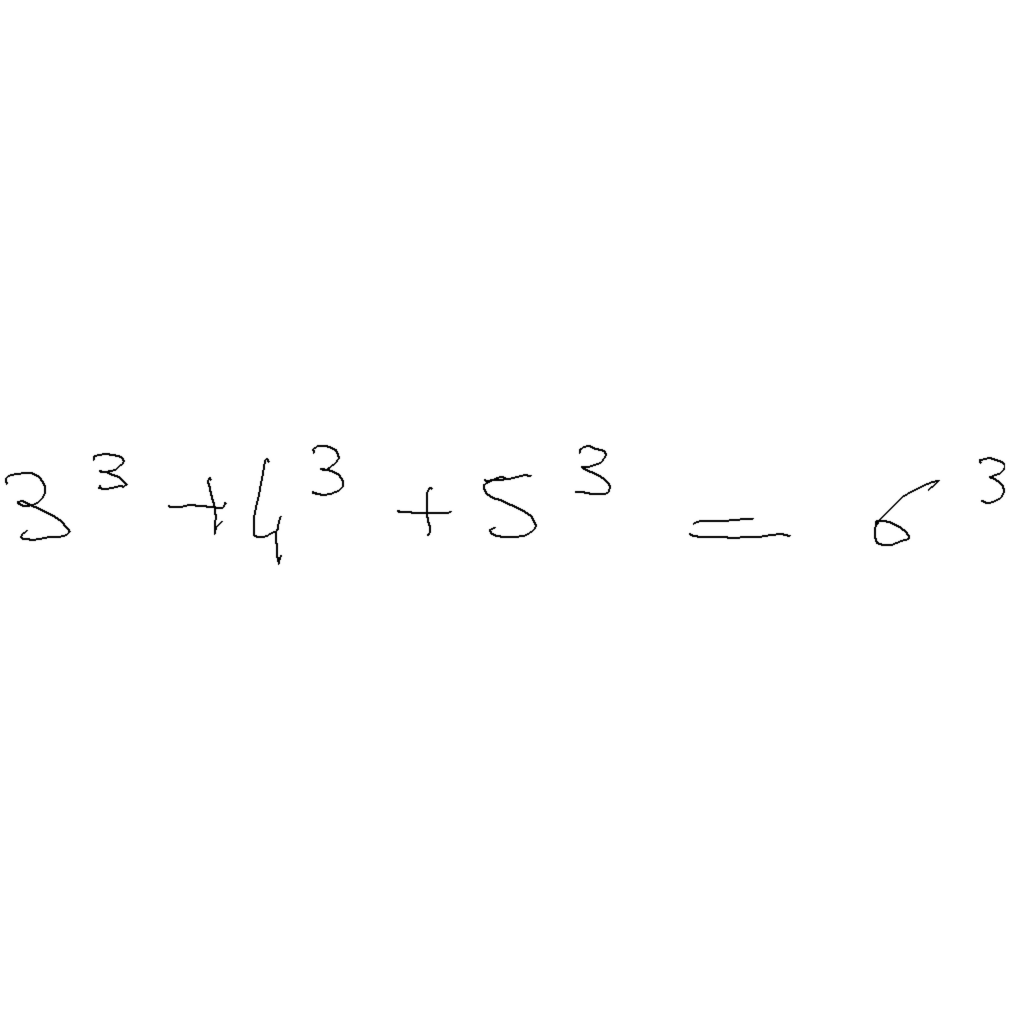 3³ + 4³ + 5³ = 6³